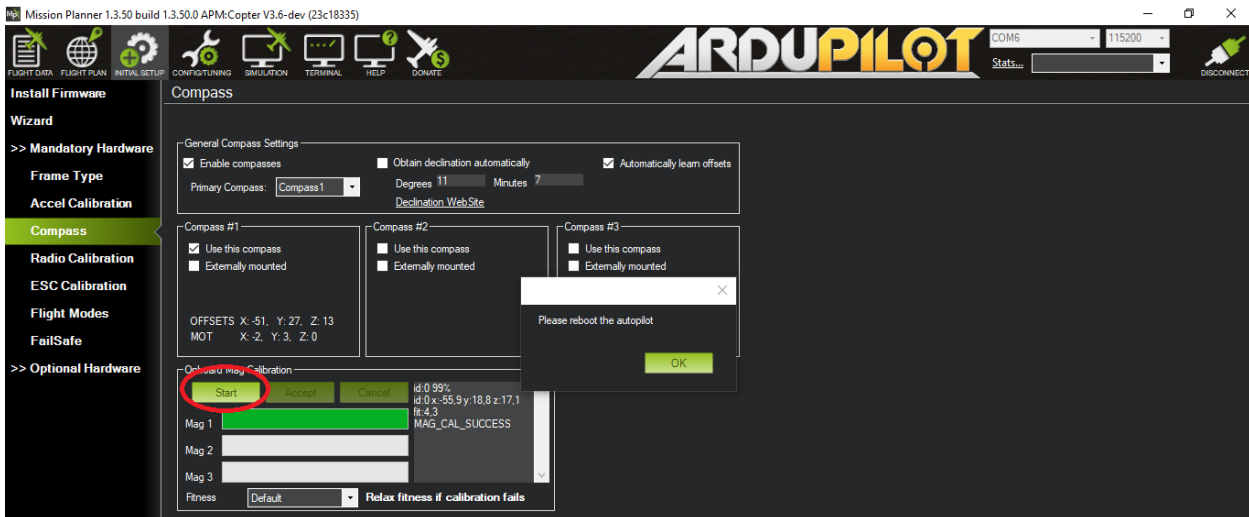 Mission Planner 1.3.50 build 1.3.50.0 APM:Copter V3.6-dev (23c18335)
FLIGHT DATA FLIGHT PLAN INITIAL SETUP CONFIG/TUNING SIMULATION TERMINAL HELP DONATE
ARDUPILOT
COM6 115200
Stats...
DISCONNECT
Install Firmware
Wizard
>> Mandatory Hardware
Frame Type
Accel Calibration
Compass
Radio Calibration
ESC Calibration
Flight Modes
FailSafe
>> Optional Hardware
Compass
General Compass Settings
Enable compasses Obtain declination automatically Automatically learn offsets
Primary Compass: Compass1 Degrees 11 Minutes 7
Declination WebSite
Compass #1
Use this compass
Externally mounted
OFFSETS X: -51, Y: 27, Z: 13
MOT X: -2, Y: 3, Z: 0
Compass #2
Use this compass
Externally mounted
Compass #3
Use this compass
Externally mounted
Please reboot the autopilot
OK
Onboard Mag Calibration
Start Accept Cancel
id:0 99%
id:0 x:-55,9 y:18,8 z:17,1
fit:4,3
MAG_CAL_SUCCESS
Mag 1
Mag 2
Mag 3
Fitness Default Relax fitness if calibration fails